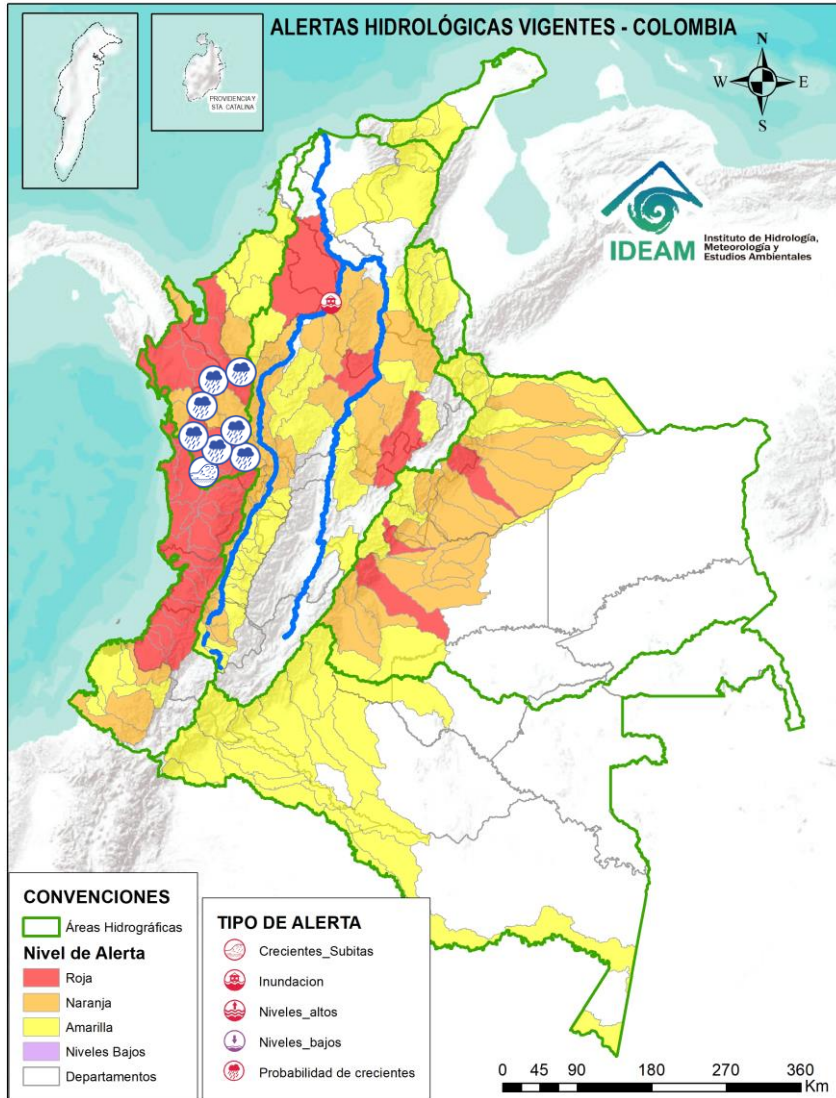 ALERTAS HIDROLÓGICAS VIGENTES - COLOMBIA
PROVIDENCIA Y
STA. CATALINA
N
W
E
S
IDEAM
Instituto de Hidrología,
Meteorología y
Estudios Ambientales
CONVENCIONES
Áreas Hidrográficas
Nivel de Alerta
Roja
Naranja
Amarilla
Niveles Bajos
Departamentos
TIPO DE ALERTA
Crecientes_Subitas
Inundacion
Niveles_altos
Niveles_bajos
Probabilidad de crecientes
0 45 90 180 270 360
Km